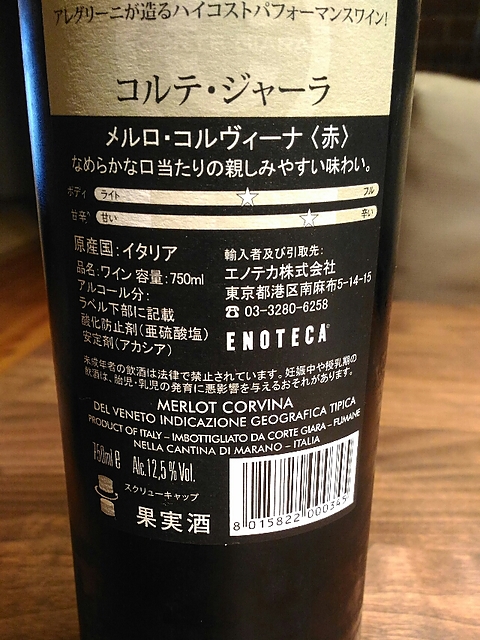 アレグリーニが造るハイコストパフォーマンスワイン!
コルテ・ジャーラ
メルロ・コルヴィーナ〈赤〉
なめらかな口当たりの親しみやすい味わい。
ボディ ライト ☆ フル
甘辛 甘い ☆ 辛い
原産国:イタリア
品名:ワイン 容量:750ml
アルコール分:
ラベル下部に記載
酸化防止剤(亜硫酸塩)
安定剤(アカシア)
輸入者及び引取先:
エノテカ株式会社
東京都港区南麻布5-14-15
☎ 03-3280-6258
ENOTECA
未成年者の飲酒は法律で禁止されています。妊娠中や授乳期の
飲酒は、胎児・乳児の発育に悪影響を与えるおそれがあります。
MERLOT CORVINA
DEL VENETO INDICAZIONE GEOGRAFICA TIPICA
PRODUCT OF ITALY – IMBOTTIGLIATO DA CORTE GIARA – FUMANE
NELLA CANTINA DI MARANO – ITALIA
750ml e Alc.12,5% Vol.
スクリューキャップ
果実酒
8 015822 000345